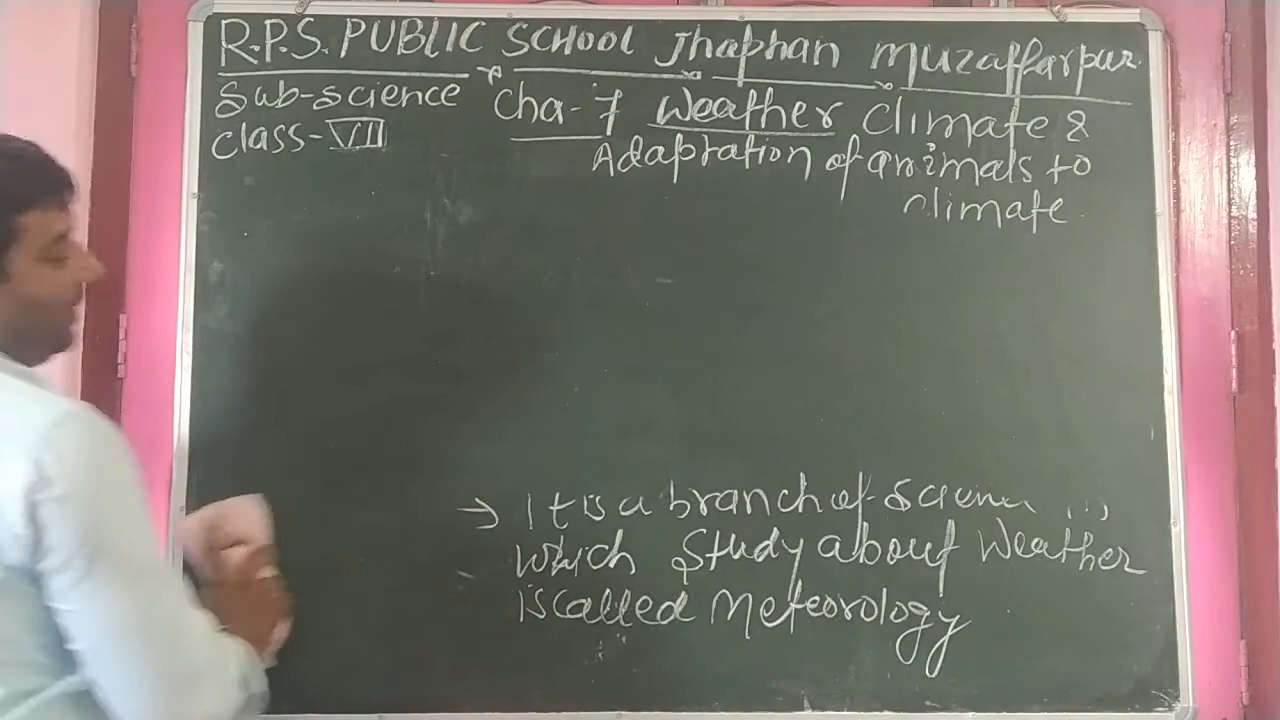 R.P.S. PUBLIC SCHOOL Jhaphan Muzaffarpur
Sub-science Cha-7 Weather Climate &
Class-VII Adaptation of animals to
climate
→ It is a branch of Science in
which Study about Weather
is called Meteorology